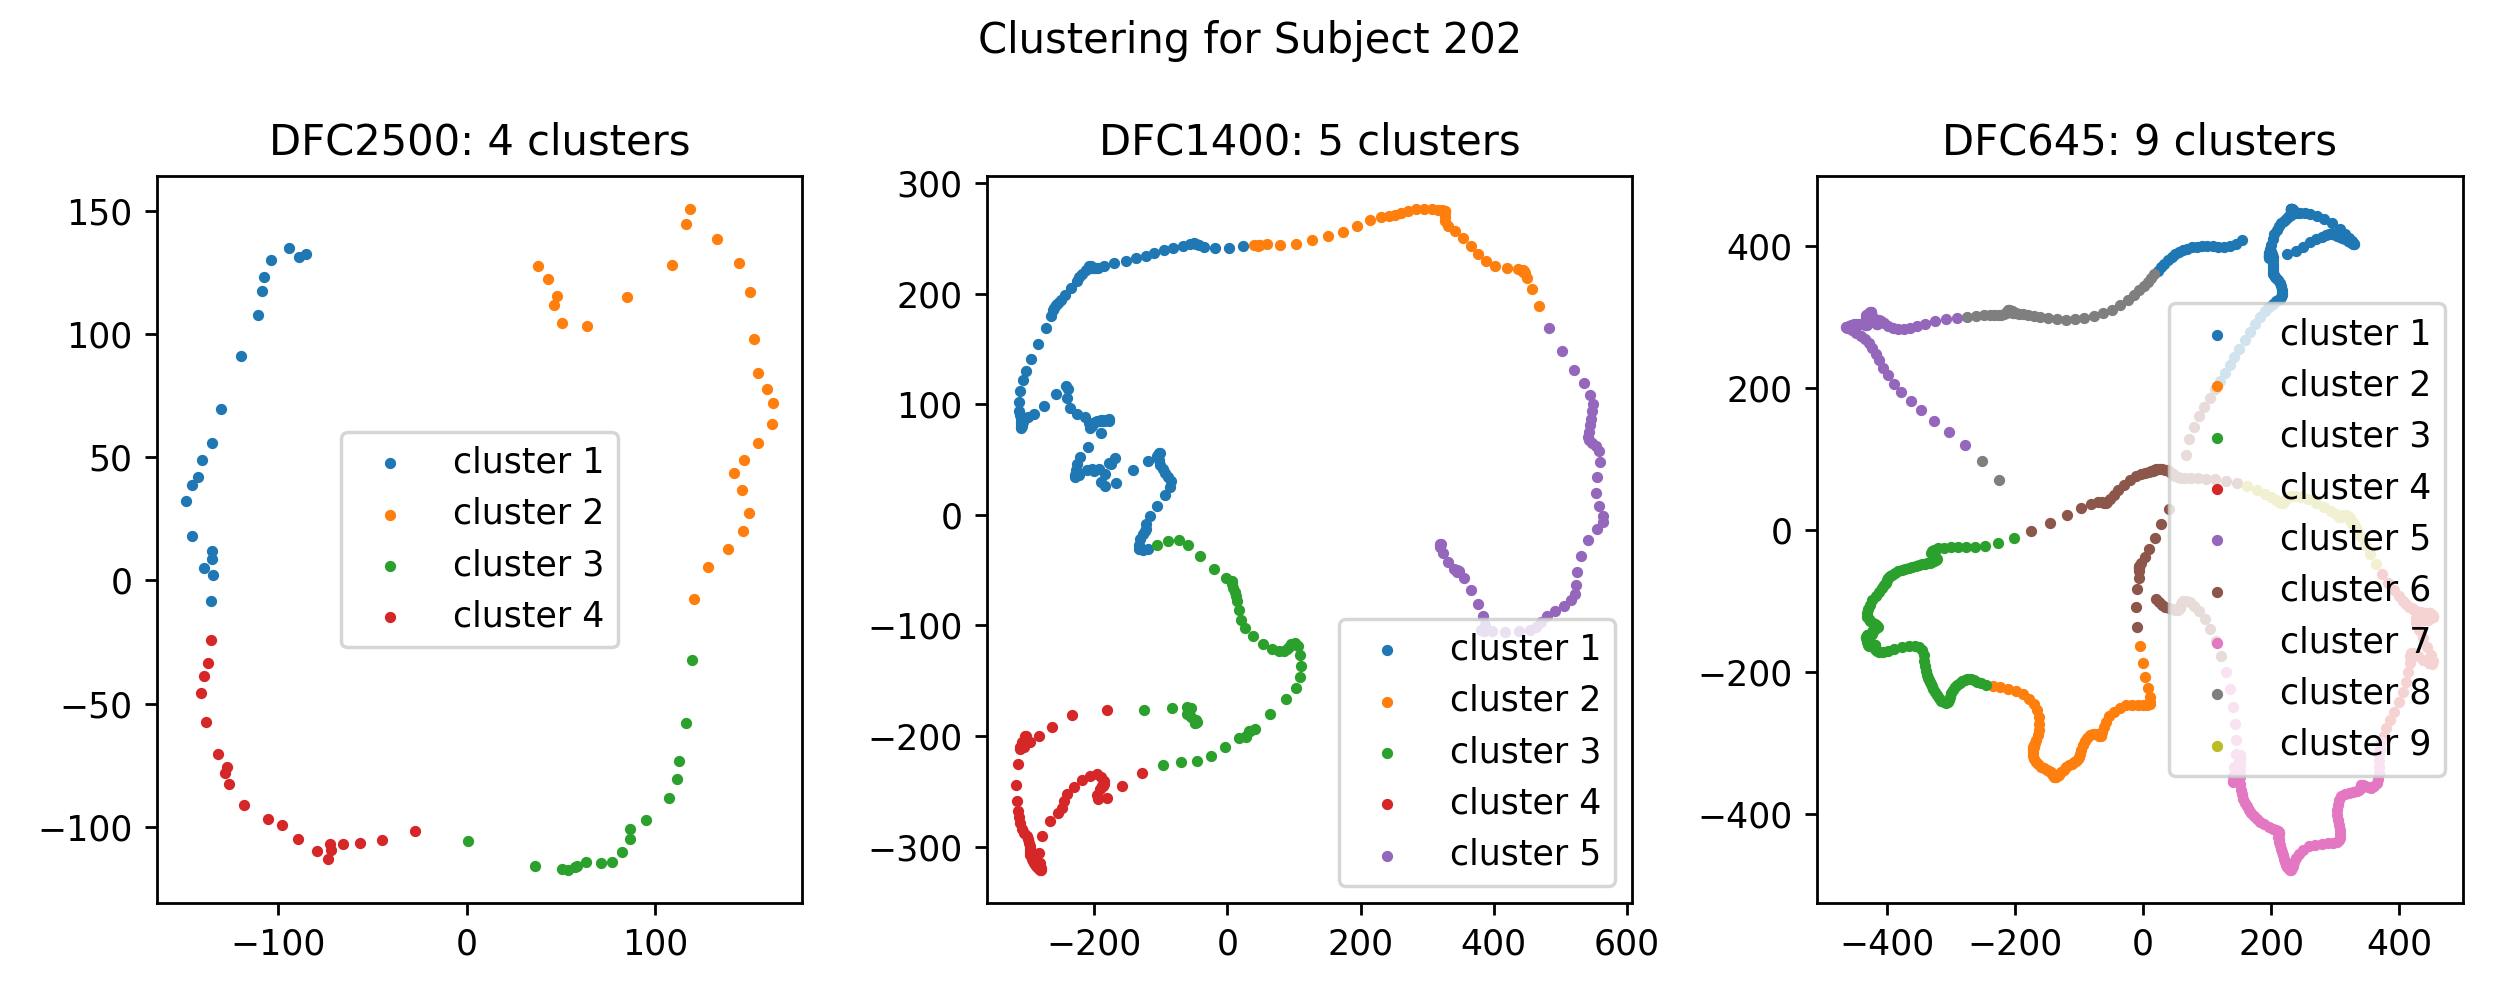 Clustering for Subject 202
DFC2500: 4 clusters
150
100
50
0
−50
−100
−100
0
100
cluster 1
cluster 2
cluster 3
cluster 4
DFC1400: 5 clusters
300
200
100
0
−100
−200
−300
−200
0
200
400
600
cluster 1
cluster 2
cluster 3
cluster 4
cluster 5
DFC645: 9 clusters
400
200
0
−200
−400
−400
−200
0
200
400
cluster 1
cluster 2
cluster 3
cluster 4
cluster 5
cluster 6
cluster 7
cluster 8
cluster 9